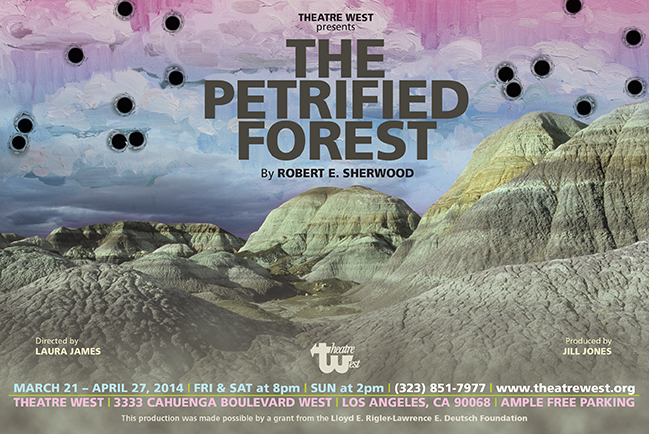 THEATRE WEST
presents
THE
PETRIFIED
FOREST
By ROBERT E. SHERWOOD
Directed by
LAURA JAMES
theatre
west
Produced by
JILL JONES
MARCH 21 – APRIL 27, 2014 | FRI & SAT at 8pm | SUN at 2pm | (323) 851-7977 | www.theatrewest.org
THEATRE WEST | 3333 CAHUENGA BOULEVARD WEST | LOS ANGELES, CA 90068 | AMPLE FREE PARKING
This production was made possible by a grant from the Lloyd E. Rigler-Lawrence E. Deutsch Foundation